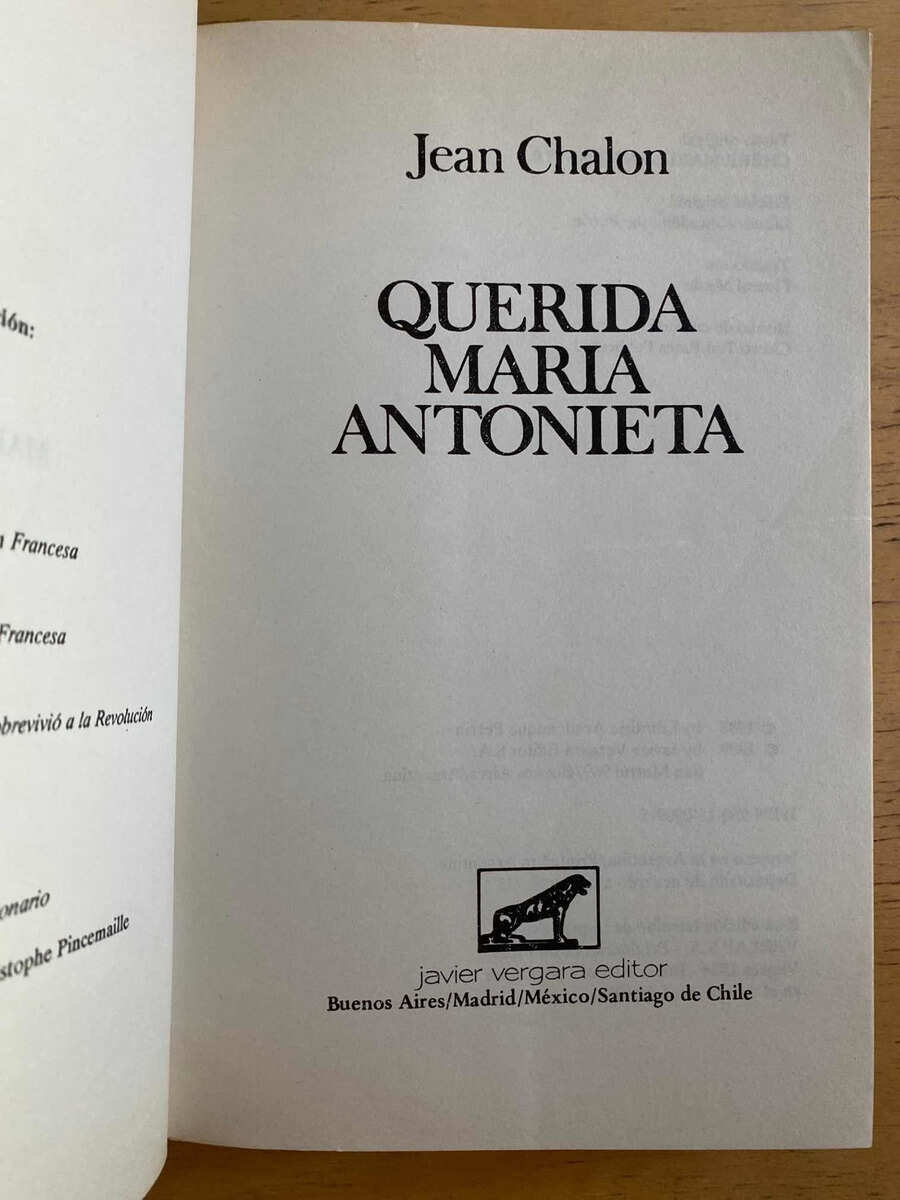 ción:
n Francesa
Francesa
obrevivió a la Revolución
onario
stophe Pincemaille
Jean Chalon
QUERIDA
MARIA
ANTONIETA
javier vergara editor
Buenos Aires/Madrid/México/Santiago de Chile